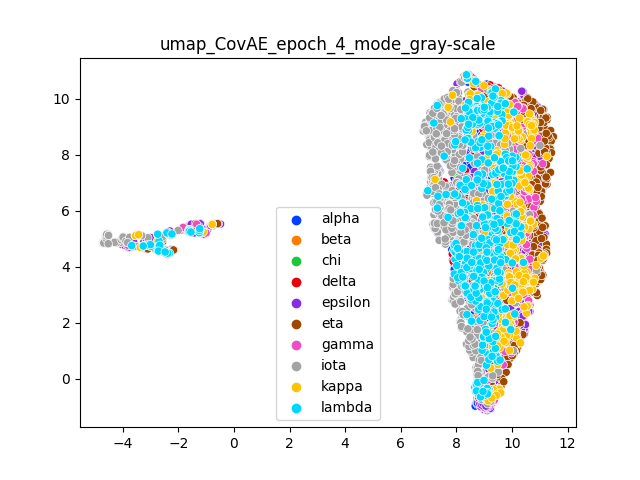 umap_CovAE_epoch_4_mode_gray-scale
10
8
6
4
2
0
alpha
beta
chi
delta
epsilon
eta
gamma
iota
kappa
lambda
−4 −2 0 2 4 6 8 10 12